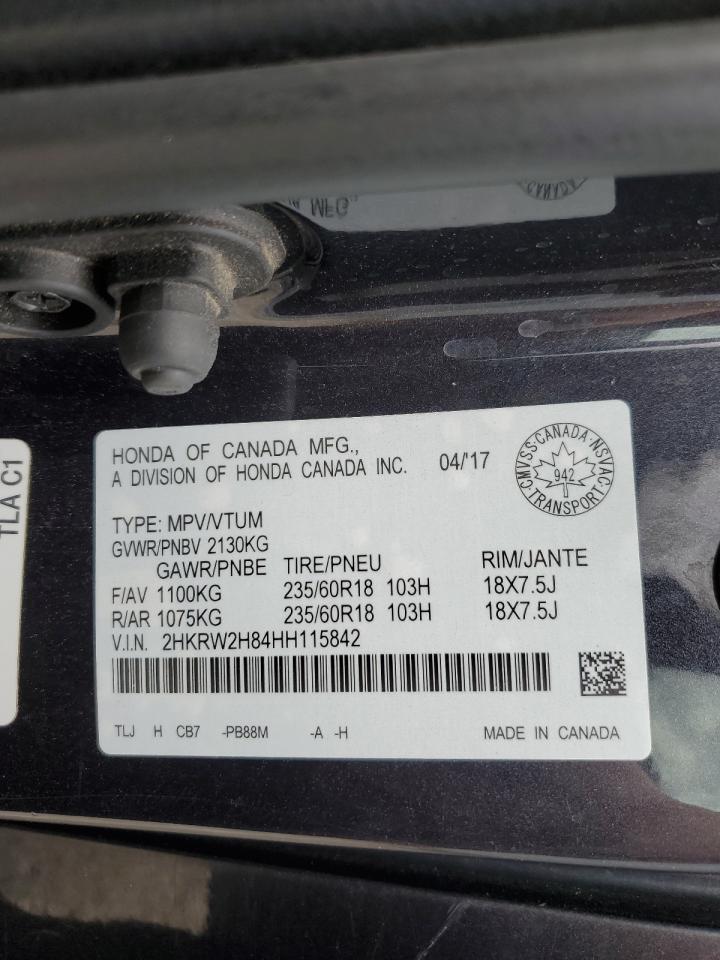 MFG.,
CANADA
HONDA OF CANADA MFG.,
A DIVISION OF HONDA CANADA INC.
04/'17
CMVSS·CANADA·NSVAC
942
TRANSPORT
TYPE: MPV/VTUM
GVWR/PNBV 2130KG
GAWR/PNBE TIRE/PNEU RIM/JANTE
F/AV 1100KG 235/60R18 103H 18X7.5J
R/AR 1075KG 235/60R18 103H 18X7.5J
V.I.N. 2HKRW2H84HH115842
TLJ H CB7 -PB88M -A -H MADE IN CANADA
TLA C1